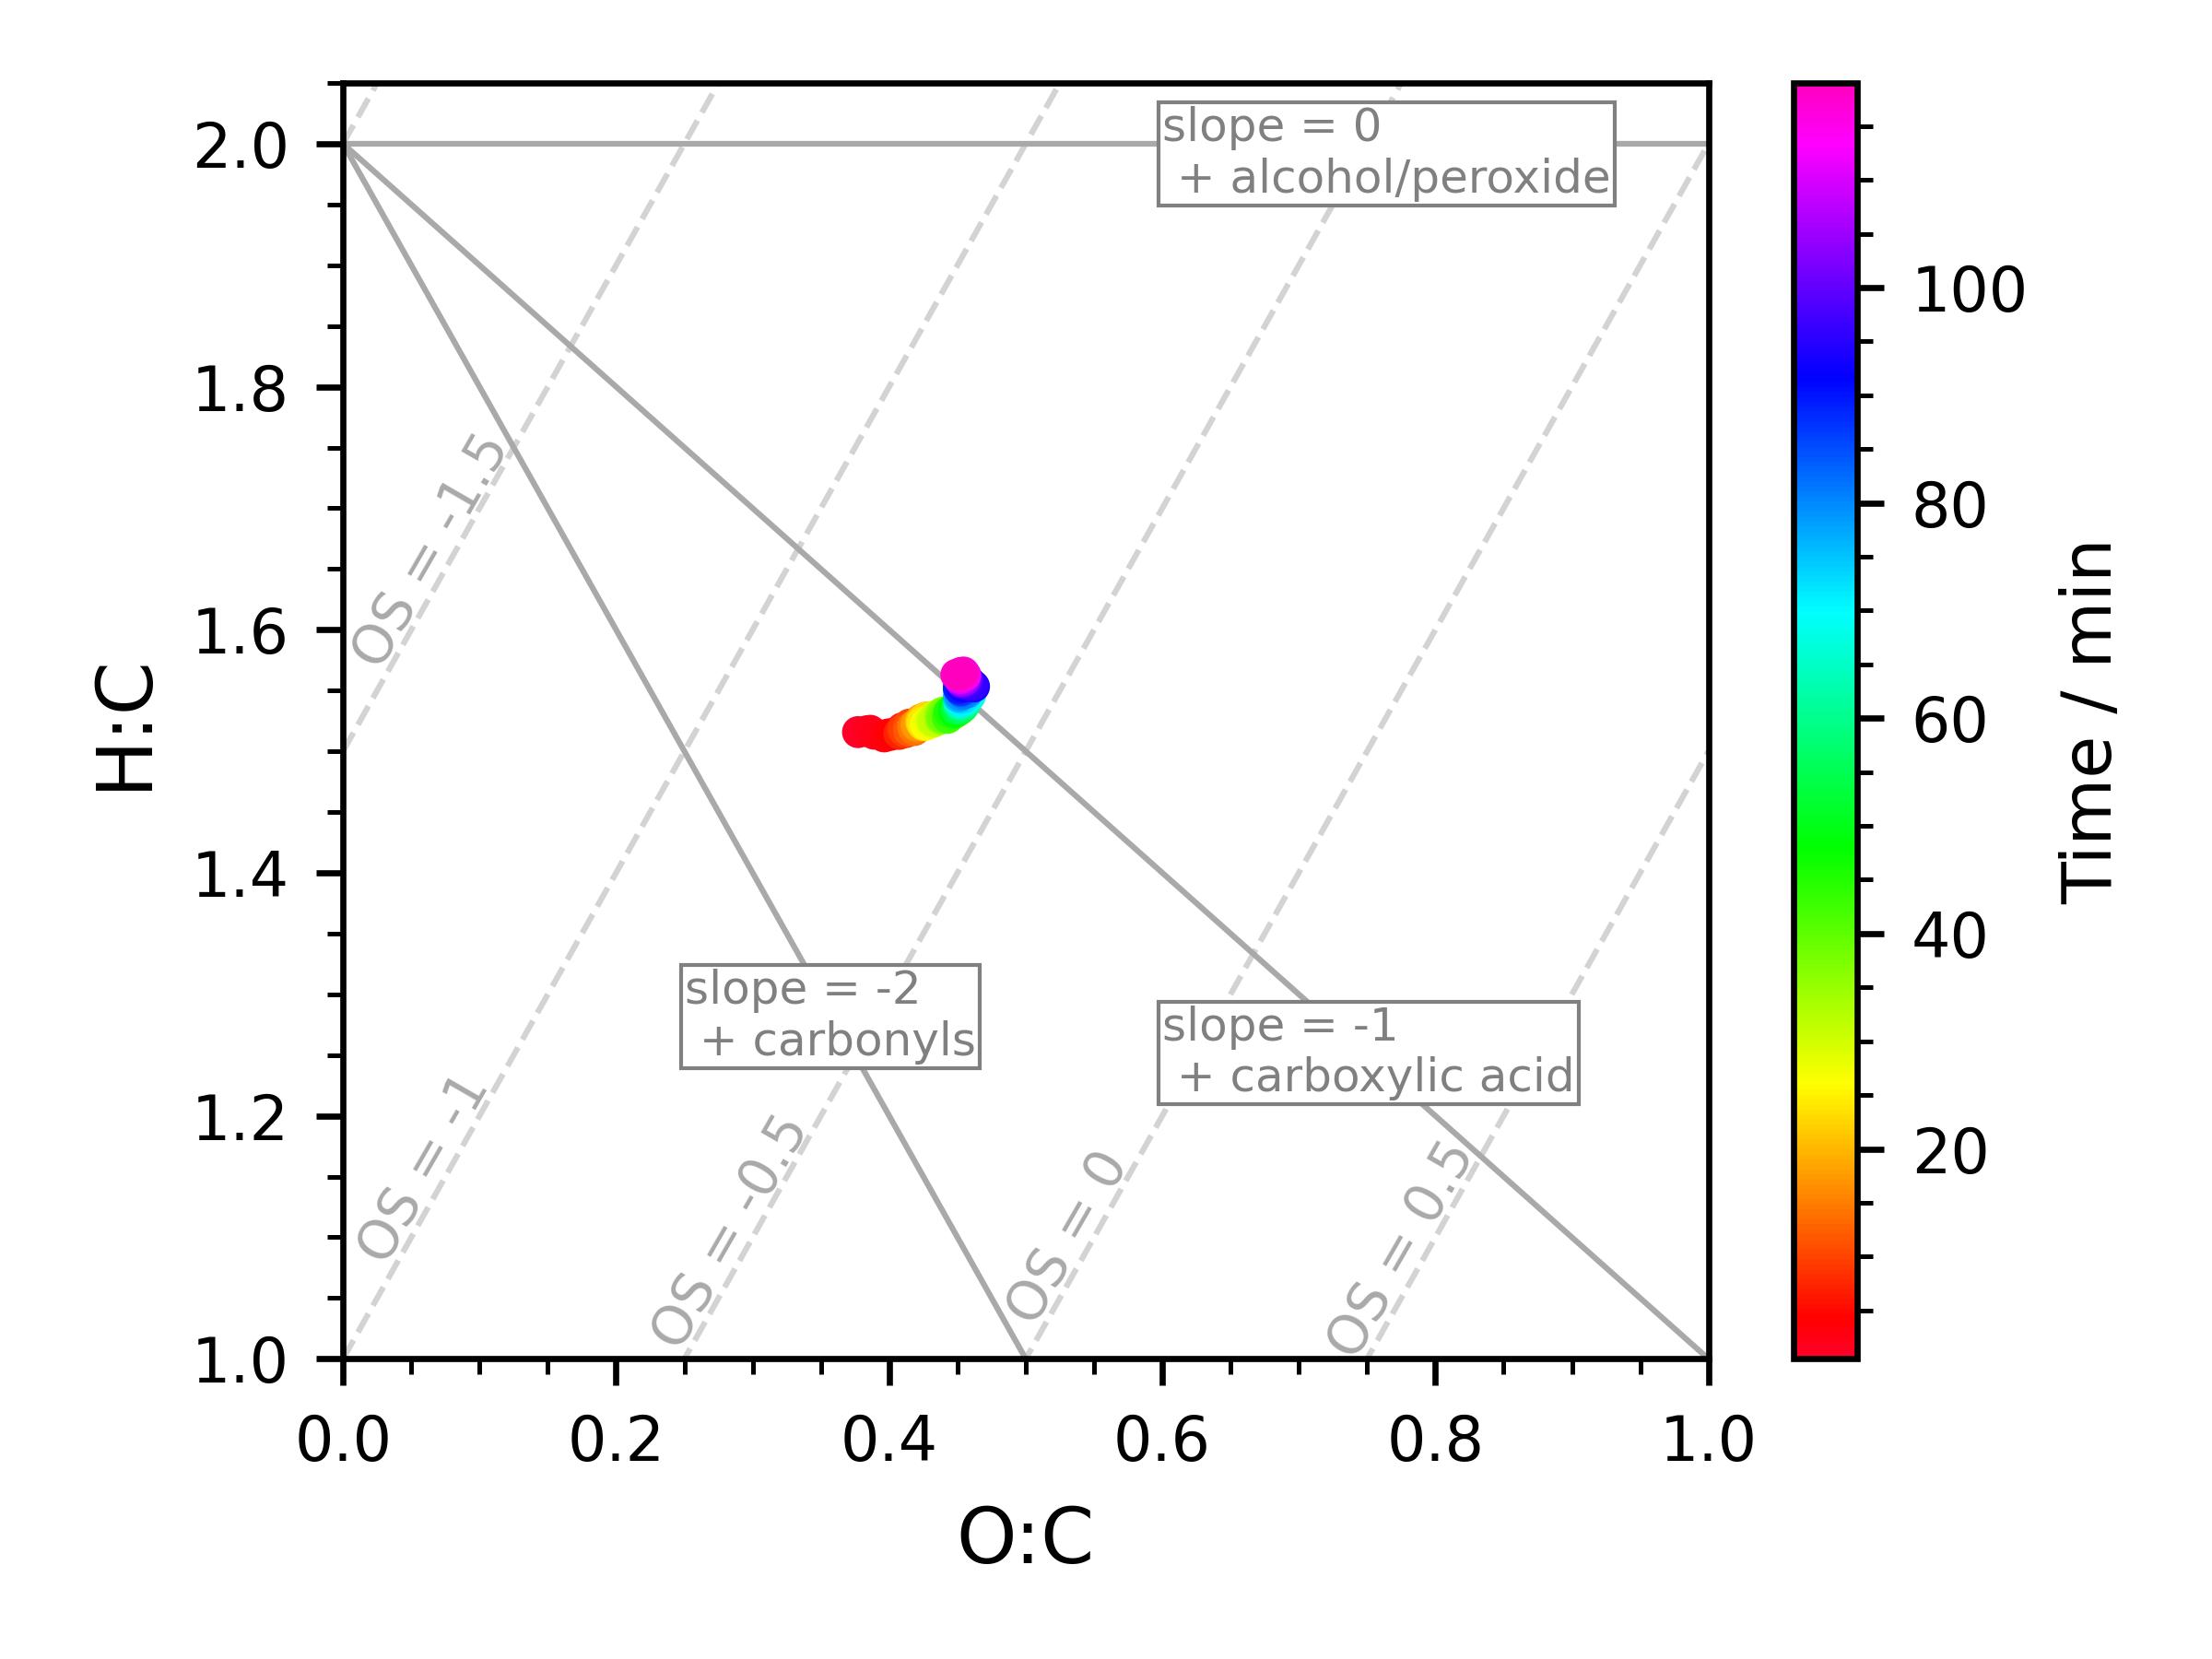 slope = 0
+ alcohol/peroxide
2.0
1.8
1.6
1.4
1.2
1.0
H:C
OS = -1.5
OS = -1
OS = -0.5
OS = 0
OS = 0.5
slope = -2
+ carbonyls
slope = -1
+ carboxylic acid
0.0 0.2 0.4 0.6 0.8 1.0
O:C
100
80
60
40
20
Time / min